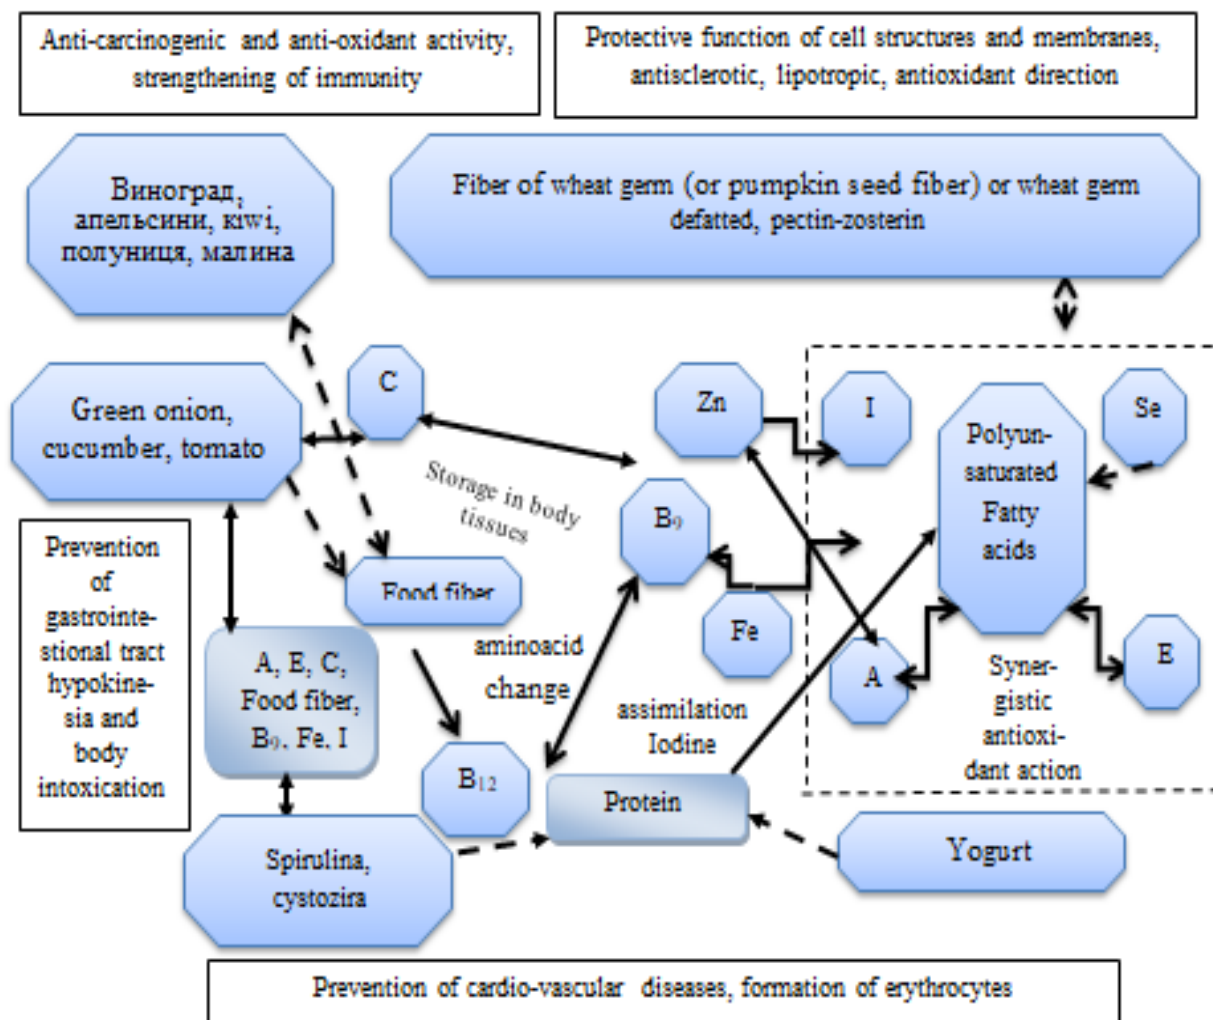 Anti-carcinogenic and anti-oxidant activity,
strengthening of immunity
Protective function of cell structures and membranes,
antisclerotic, lipotropic, antioxidant direction
Виноград,
апельсини, кiwi,
полуниця, малина
Fiber of wheat germ (or pumpkin seed fiber) or wheat germ
defatted, pectin-zosterin
Green onion,
cucumber, tomato
C
Zn
I
Se
Polyun-
saturated
Fatty
acids
Storage in body
tissues
B₉
Prevention
of
gastrointe-
stional tract
hypokine-
sia and
body
intoxication
Food fiber
Fe
A, E, C,
Food fiber,
B₉, Fe, I
aminoacid
change
assimilation
Iodine
A
E
Syner-
gistic
antioxi-
dant action
B₁₂
Protein
Yogurt
Spirulina,
cystozira
Prevention of cardio-vascular diseases, formation of erythrocytes